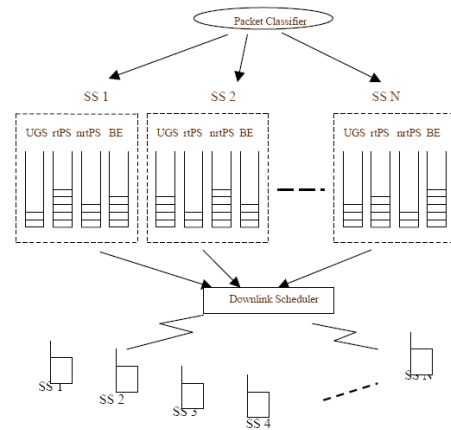 Packet Classifier
SS 1 SS 2 SS N
UGS rtPS nrtPS BE UGS rtPS nrtPS BE UGS rtPS nrtPS BE
Downlink Scheduler
SS 1 SS 2 SS 3 SS 4 SS N